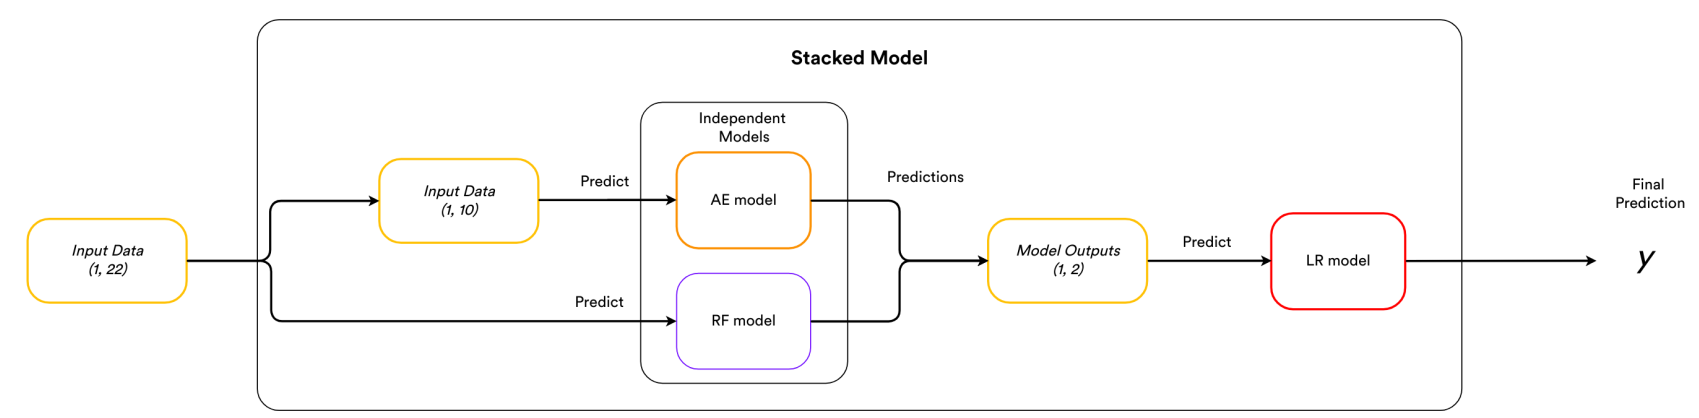 Stacked Model
Independent
Models
Input Data
(1, 22)
Input Data
(1, 10)
Predict
AE model
Predictions
Predict
RF model
Model Outputs
(1, 2)
Predict
LR model
Final
Prediction
y